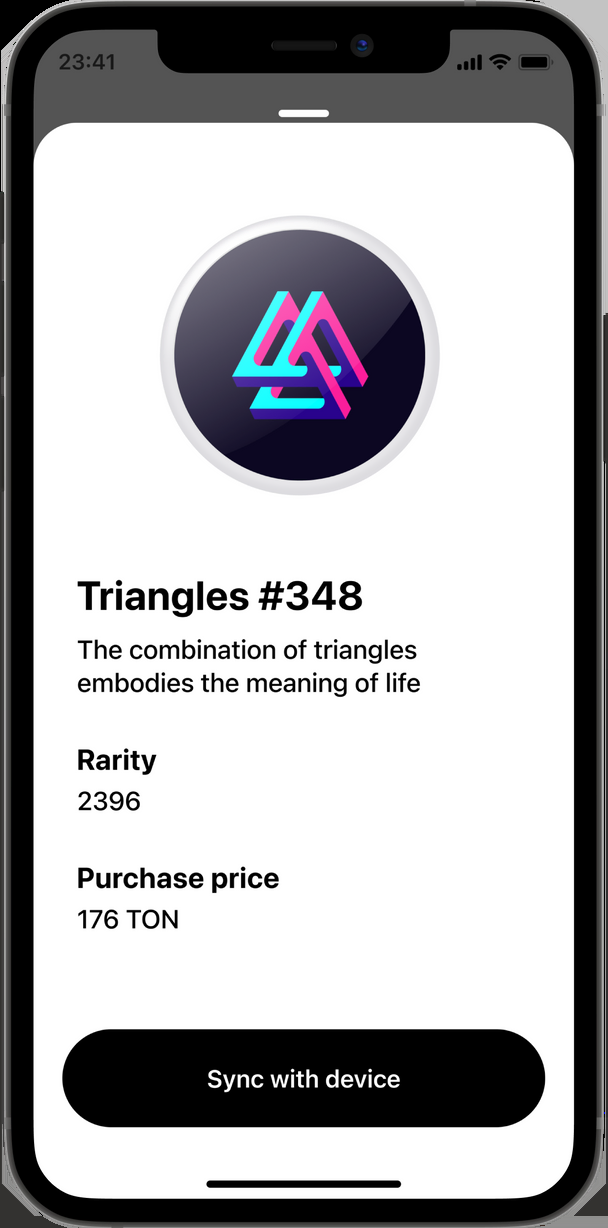 23:41
Triangles #348
The combination of triangles
embodies the meaning of life
Rarity
2396
Purchase price
176 TON
Sync with device